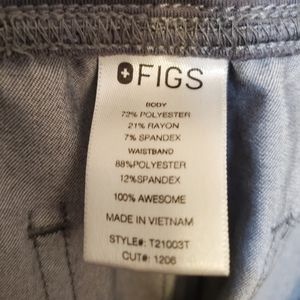 FIGS
BODY
72% POLYESTER
21% RAYON
7% SPANDEX
WAISTBAND
88%POLYESTER
12%SPANDEX
100% AWESOME
MADE IN VIETNAM
STYLE#: T21003T
CUT#: 1206